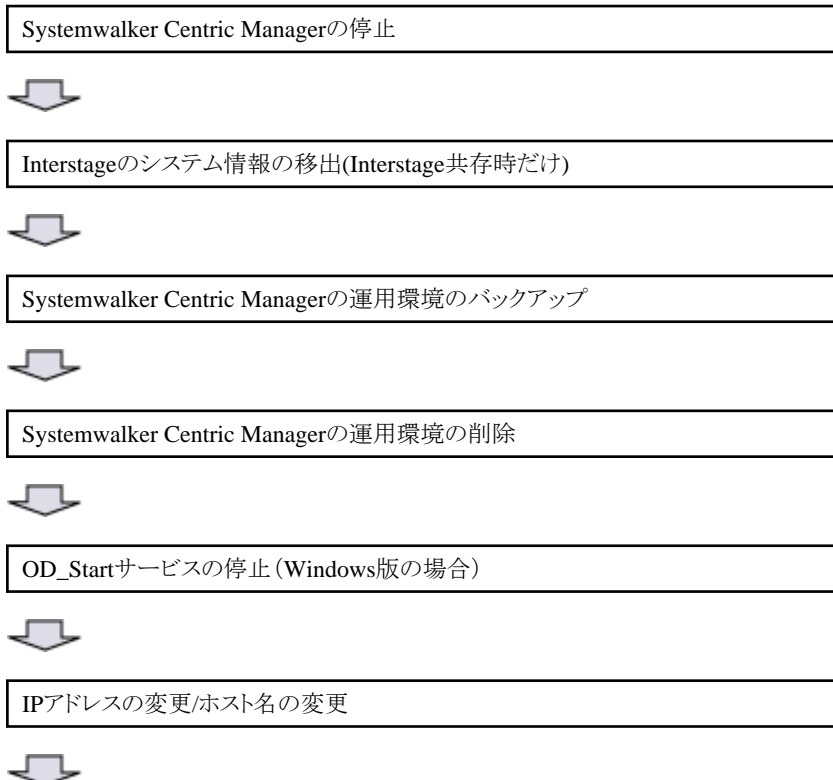 Systemwalker Centric Managerの停止
Interstageのシステム情報の移出(Interstage共存時だけ)
Systemwalker Centric Managerの運用環境のバックアップ
Systemwalker Centric Managerの運用環境の削除
OD_Startサービスの停止（Windows版の場合）
IPアドレスの変更/ホスト名の変更